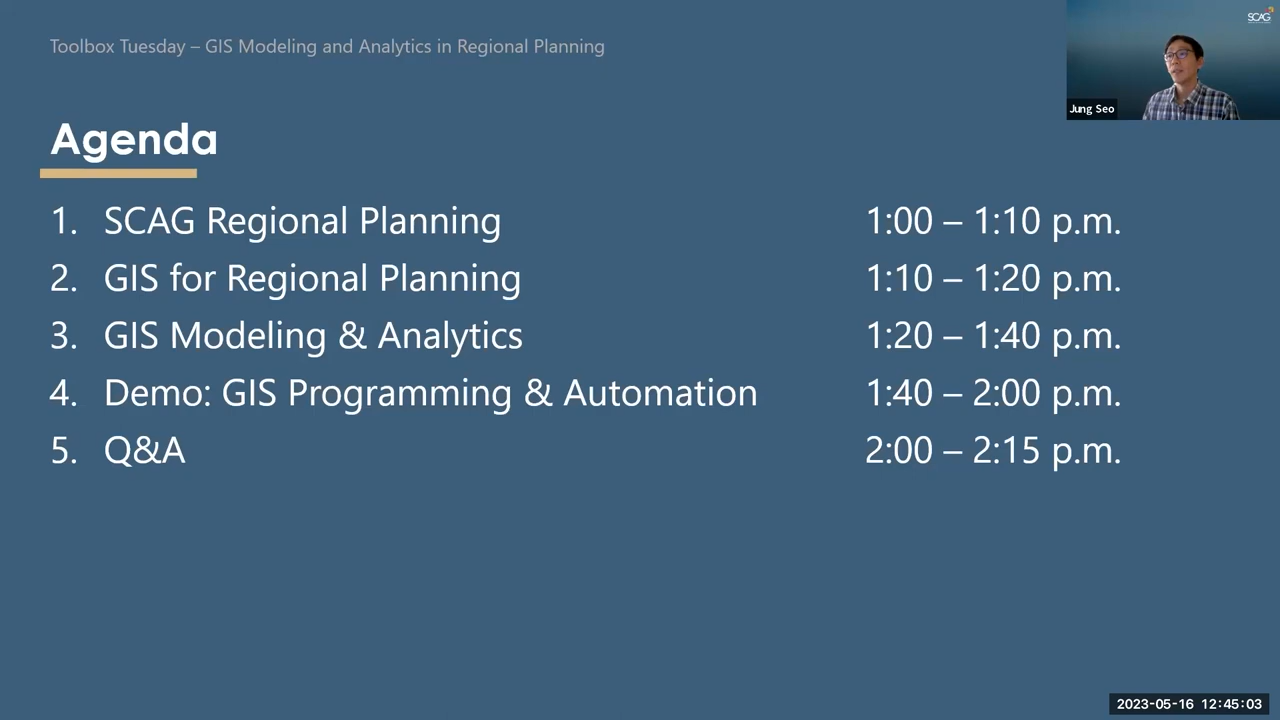 Toolbox Tuesday – GIS Modeling and Analytics in Regional Planning
SCAG
Jung Seo
Agenda
1. SCAG Regional Planning 1:00 – 1:10 p.m.
2. GIS for Regional Planning 1:10 – 1:20 p.m.
3. GIS Modeling & Analytics 1:20 – 1:40 p.m.
4. Demo: GIS Programming & Automation 1:40 – 2:00 p.m.
5. Q&A 2:00 – 2:15 p.m.
2023-05-16 12:45:03